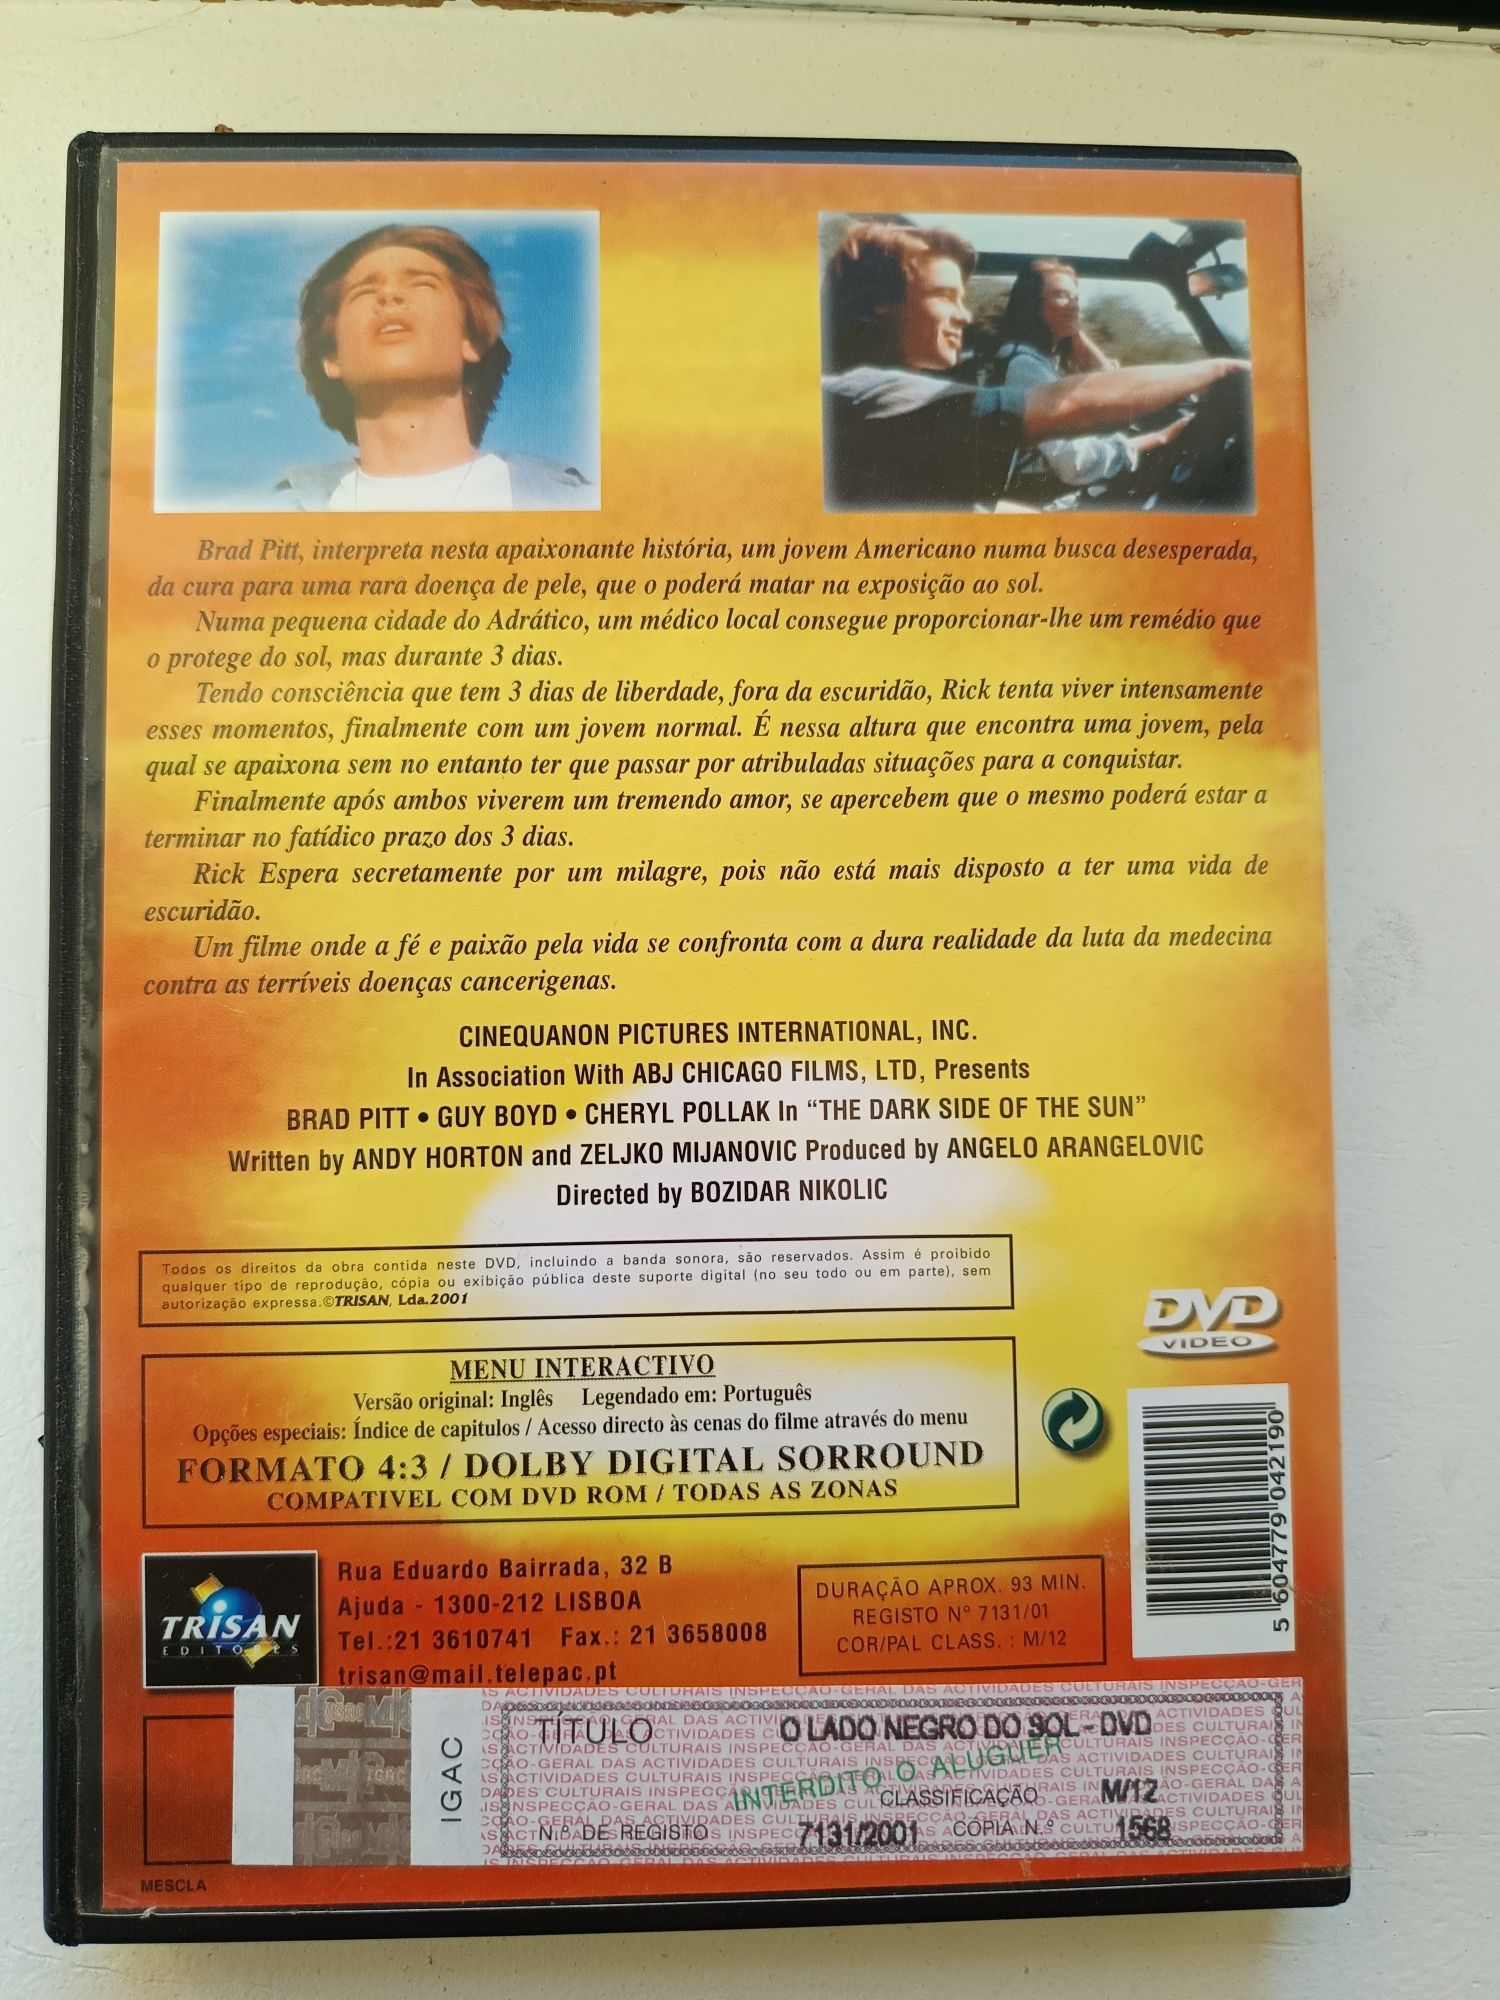 Brad Pitt, interpreta nesta apaixonante história, um jovem Americano numa busca desesperada,
da cura para uma rara doença de pele, que o poderá matar na exposição ao sol.
Numa pequena cidade do Adrático, um médico local consegue proporcionar-lhe um remédio que
o protege do sol, mas durante 3 dias.
Tendo consciência que tem 3 dias de liberdade, fora da escuridão, Rick tenta viver intensamente
esses momentos, finalmente com um jovem normal. É nessa altura que encontra uma jovem, pela
qual se apaixona sem no entanto ter que passar por atribuladas situações para a conquistar.
Finalmente após ambos viverem um tremendo amor, se apercebem que o mesmo poderá estar a
terminar no fatídico prazo dos 3 dias.
Rick Espera secretamente por um milagre, pois não está mais disposto a ter uma vida de
escuridão.
Um filme onde a fé e paixão pela vida se confronta com a dura realidade da luta da medecina
contra as terríveis doenças cancerigenas.
CINEQUANON PICTURES INTERNATIONAL, INC.
In Association With ABJ CHICAGO FILMS, LTD, Presents
BRAD PITT • GUY BOYD • CHERYL POLLAK In “THE DARK SIDE OF THE SUN”
Written by ANDY HORTON and ZELJKO MIJANOVIC Produced by ANGELO ARANGELOVIC
Directed by BOZIDAR NIKOLIC
Todos os direitos da obra contida neste DVD, incluindo a banda sonora, são reservados. Assim é proibido
qualquer tipo de reprodução, cópia ou exibição pública deste suporte digital (no seu todo ou em parte), sem
autorização expressa.©TRISAN, Lda.2001
DVD
VIDEO
MENU INTERACTIVO
Versão original: Inglês Legendado em: Português
Opções especiais: Índice de capitulos / Acesso directo às cenas do filme através do menu
FORMATO 4:3 / DOLBY DIGITAL SORROUND
COMPATIVEL COM DVD ROM / TODAS AS ZONAS
5 604779 042190
TRISAN
EDITORES
Rua Eduardo Bairrada, 32 B
Ajuda - 1300-212 LISBOA
Tel.:21 3610741 Fax.: 21 3658008
trisan@mail.telepac.pt
DURAÇÃO APROX. 93 MIN.
REGISTO Nº 7131/01
COR/PAL CLASS. : M/12
IGAC
TÍTULO O LADO NEGRO DO SOL - DVD
INTERDITO O ALUGUER
CLASSIFICAÇÃO M/12
N.º DE REGISTO 7131/2001 CÓPIA N.º 1568
MESCLA